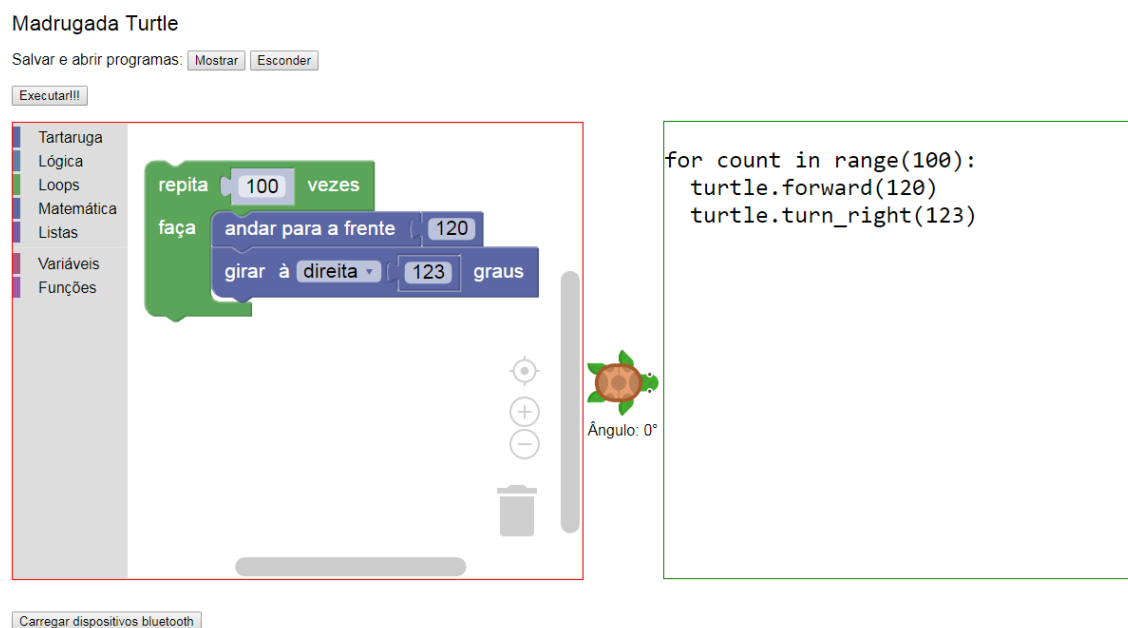 Madrugada Turtle
Salvar e abrir programas: Mostrar Esconder
Executar!!!
Tartaruga
Lógica
Loops
Matemática
Listas
Variáveis
Funções
repita 100 vezes
faça andar para a frente 120
girar à direita 123 graus
Ângulo: 0°
for count in range(100):
  turtle.forward(120)
  turtle.turn_right(123)
Carregar dispositivos bluetooth